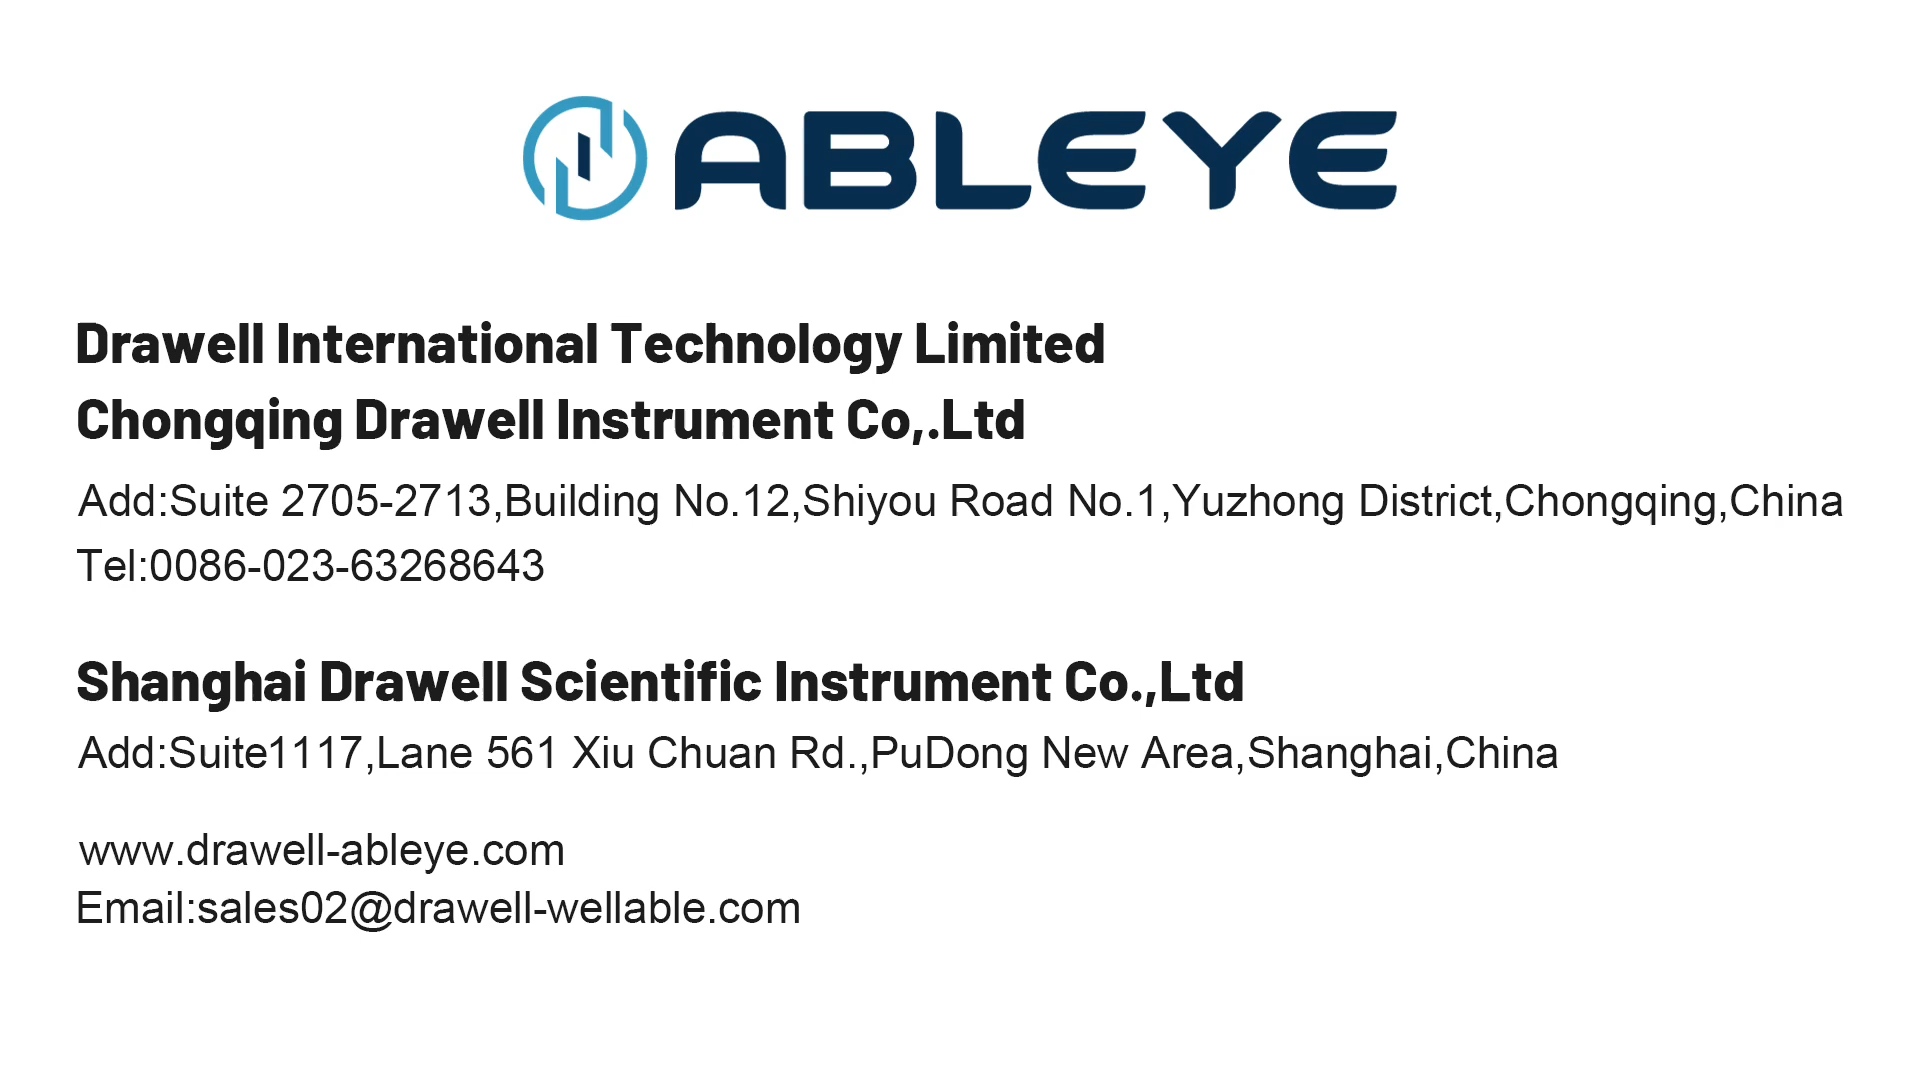 ABLEYE
Drawell International Technology Limited
Chongqing Drawell Instrument Co,.Ltd
Add:Suite 2705-2713,Building No.12,Shiyou Road No.1,Yuzhong District,Chongqing,China
Tel:0086-023-63268643
Shanghai Drawell Scientific Instrument Co.,Ltd
Add:Suite1117,Lane 561 Xiu Chuan Rd.,PuDong New Area,Shanghai,China
www.drawell-ableye.com
Email:sales02@drawell-wellable.com